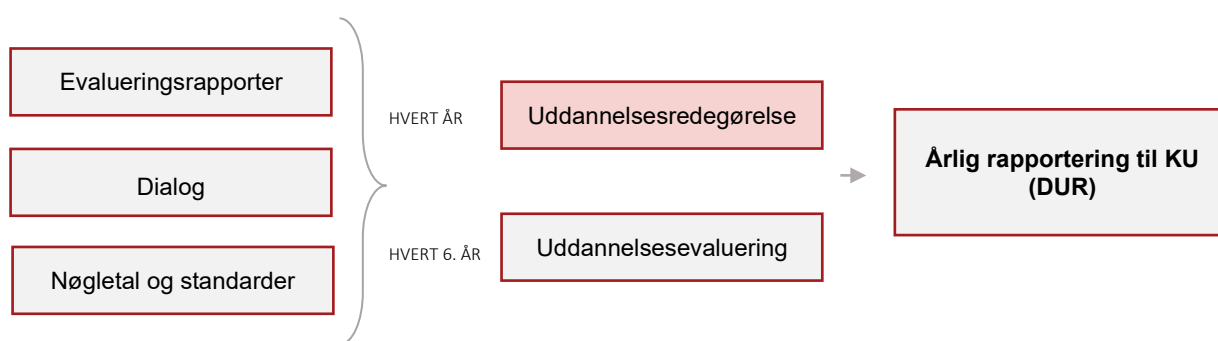 Evalueringsrapporter
Dialog
Nøgletal og standarder
HVERT ÅR
HVERT 6. ÅR
Uddannelsesredegørelse
Uddannelsesevaluering
Årlig rapportering til KU
(DUR)